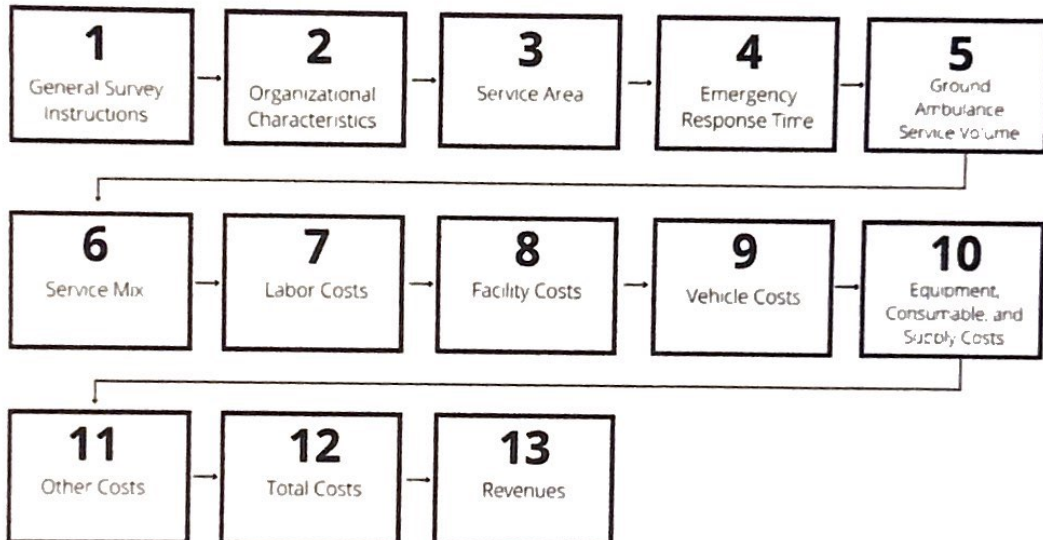 1
General Survey
Instructions
2
Organizational
Characteristics
3
Service Area
4
Emergency
Response Time
5
Ground
Ambulance
Service Volume
6
Service Mix
7
Labor Costs
8
Facility Costs
9
Vehicle Costs
10
Equipment,
Consumable, and
Supply Costs
11
Other Costs
12
Total Costs
13
Revenues